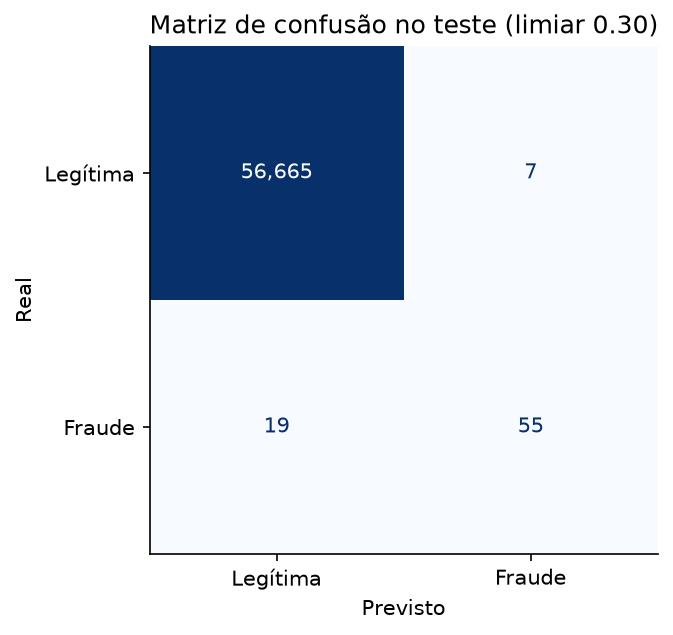 Matriz de confusão no teste (limiar 0.30)
Legítima
56,665
7
Real
Fraude
19
55
Legítima
Fraude
Previsto